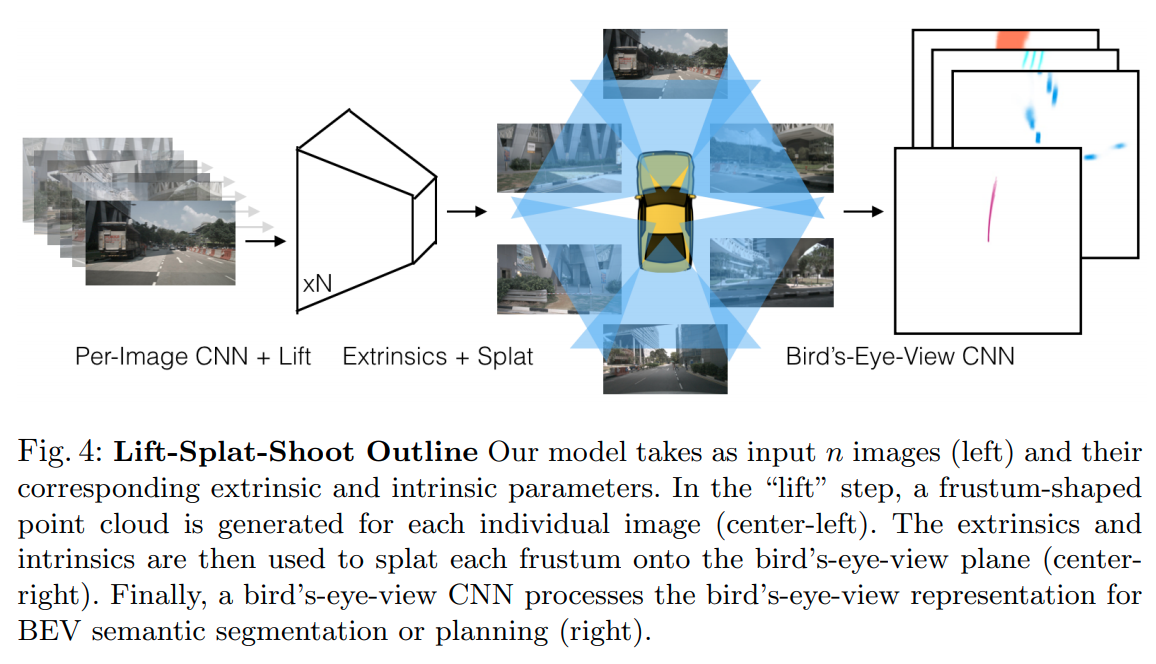 xN
Per-Image CNN + Lift
Extrinsics + Splat
Bird's-Eye-View CNN
Fig. 4: Lift-Splat-Shoot Outline Our model takes as input n images (left) and their
corresponding extrinsic and intrinsic parameters. In the “lift” step, a frustum-shaped
point cloud is generated for each individual image (center-left). The extrinsics and
intrinsics are then used to splat each frustum onto the bird’s-eye-view plane (center-
right). Finally, a bird’s-eye-view CNN processes the bird’s-eye-view representation for
BEV semantic segmentation or planning (right).